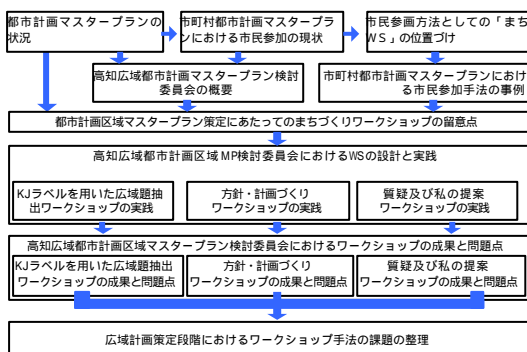 都市計画マスタープランの
状況
市町村都市計画マスタープラ
ンにおける市民参加の現状
市民参画方法としての「まち
WS」の位置づけ
高知広域都市計画マスタープラン検討
委員会の概要
市町村都市計画マスタープランにおけ
る市民参加手法の事例
都市計画区域マスタープラン策定にあたってのまちづくりワークショップの留意点
高知広域都市計画区域MP検討委員会におけるWSの設計と実践
KJラベルを用いた広域題抽
出ワークショップの実践
方針・計画づくり
ワークショップの実践
質疑及び私の提案
ワークショップの実践
高知広域都市計画区域マスタープラン検討委員会におけるワークショップの成果と問題点
KJラベルを用いた広域題抽出
ワークショップの成果と問題点
方針・計画づくり
ワークショップの成果と問題点
質疑及び私の提案
ワークショップの成果と問題点
広域計画策定段階におけるワークショップ手法の課題の整理